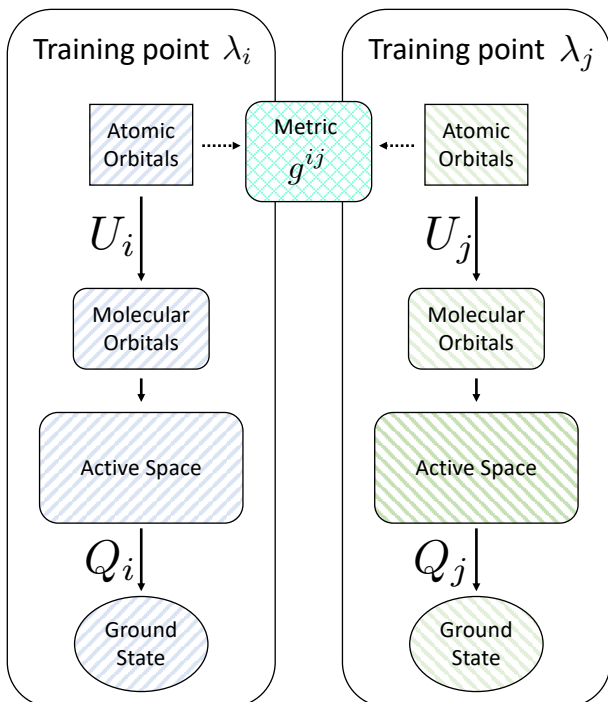 Training point λ_i
Atomic
Orbitals
U_i
Molecular
Orbitals
Active Space
Q_i
Ground
State
Metric
g^{ij}
Training point λ_j
Atomic
Orbitals
U_j
Molecular
Orbitals
Active Space
Q_j
Ground
State